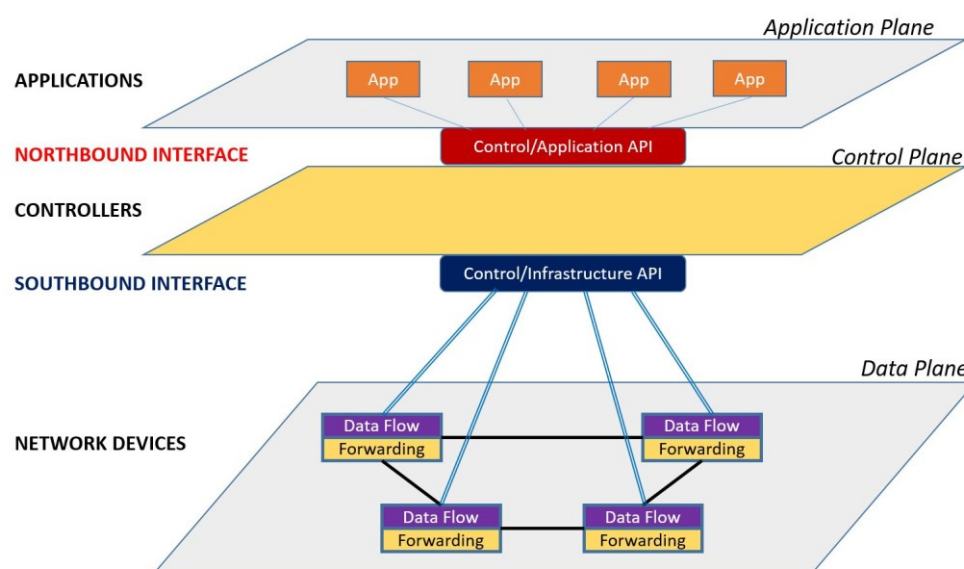 Application Plane
APPLICATIONS
App
App
App
App
NORTHBOUND INTERFACE
Control/Application API
Control Plane
CONTROLLERS
SOUTHBOUND INTERFACE
Control/Infrastructure API
Data Plane
NETWORK DEVICES
Data Flow
Forwarding
Data Flow
Forwarding
Data Flow
Forwarding
Data Flow
Forwarding